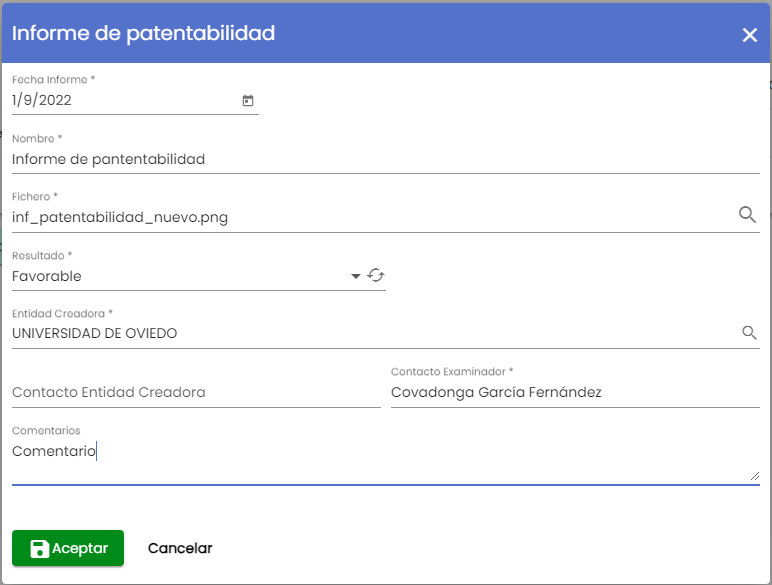 Informe de patentabilidad
Fecha Informe *
1/9/2022
Nombre *
Informe de pantentabilidad
Fichero *
inf_patentabilidad_nuevo.png
Resultado *
Favorable
Entidad Creadora *
UNIVERSIDAD DE OVIEDO
Contacto Examinador *
Contacto Entidad Creadora Covadonga García Fernández
Comentarios
Comentario
Aceptar Cancelar